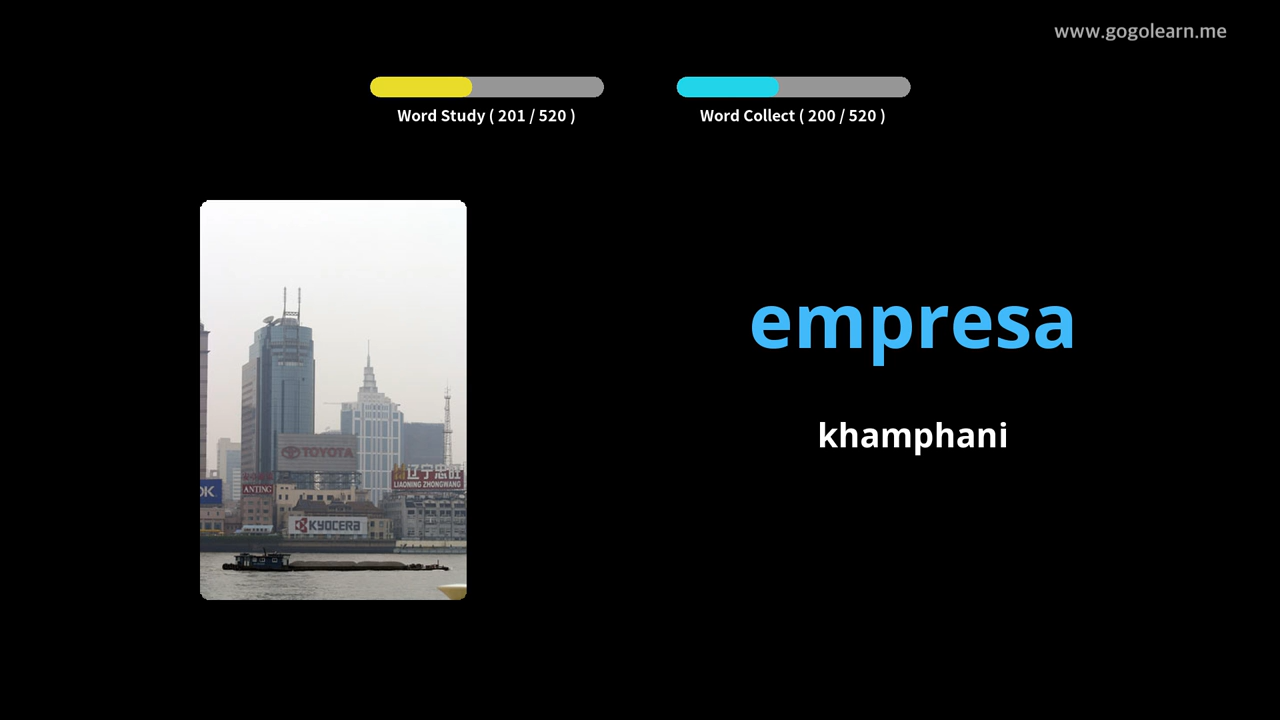 www.gogolearn.me
Word Study ( 201 / 520 )
Word Collect ( 200 / 520 )
empresa
khamphani
TOYOTA
辽宁忠旺
LIAONING ZHONGWANG
OK
ANTING
KYOCERA